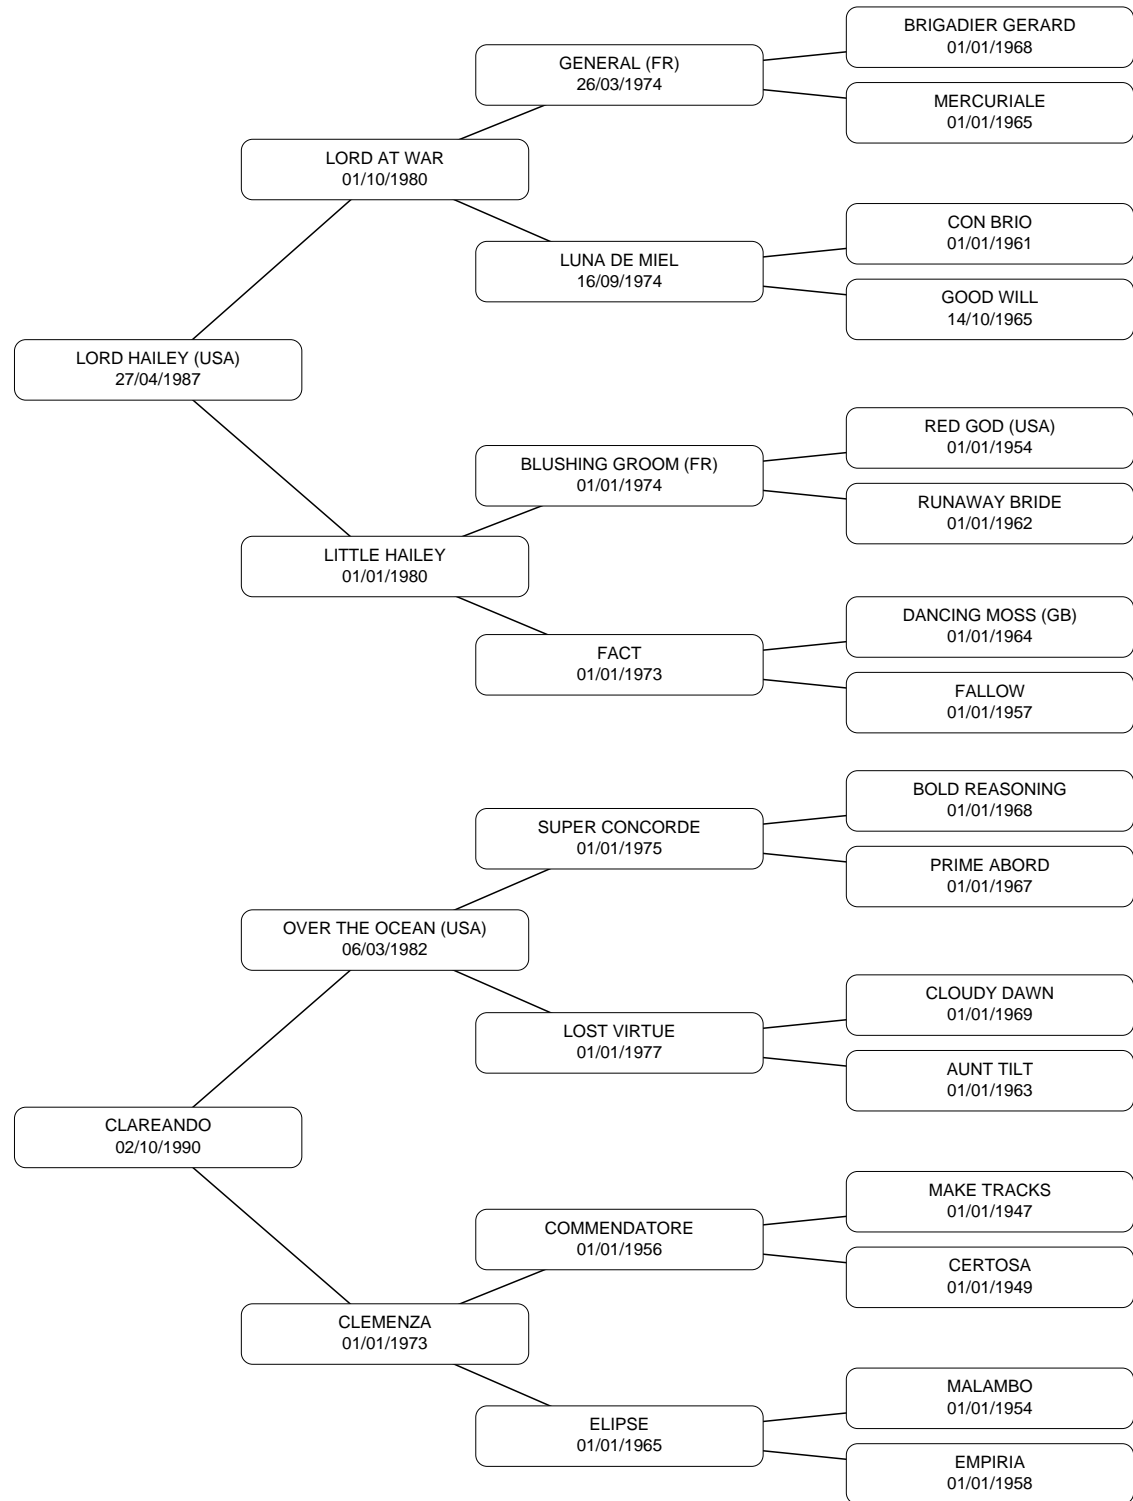 BRIGADIER GERARD
01/01/1968
GENERAL (FR)
26/03/1974
MERCURIALE
01/01/1965
LORD AT WAR
01/10/1980
CON BRIO
01/01/1961
LUNA DE MIEL
16/09/1974
GOOD WILL
14/10/1965
LORD HAILEY (USA)
27/04/1987
RED GOD (USA)
01/01/1954
BLUSHING GROOM (FR)
01/01/1974
RUNAWAY BRIDE
01/01/1962
LITTLE HAILEY
01/01/1980
DANCING MOSS (GB)
01/01/1964
FACT
01/01/1973
FALLOW
01/01/1957
BOLD REASONING
01/01/1968
SUPER CONCORDE
01/01/1975
PRIME ABORD
01/01/1967
OVER THE OCEAN (USA)
06/03/1982
CLOUDY DAWN
01/01/1969
LOST VIRTUE
01/01/1977
AUNT TILT
01/01/1963
CLAREANDO
02/10/1990
MAKE TRACKS
01/01/1947
COMMENDATORE
01/01/1956
CERTOSA
01/01/1949
CLEMENZA
01/01/1973
MALAMBO
01/01/1954
ELIPSE
01/01/1965
EMPIRIA
01/01/1958